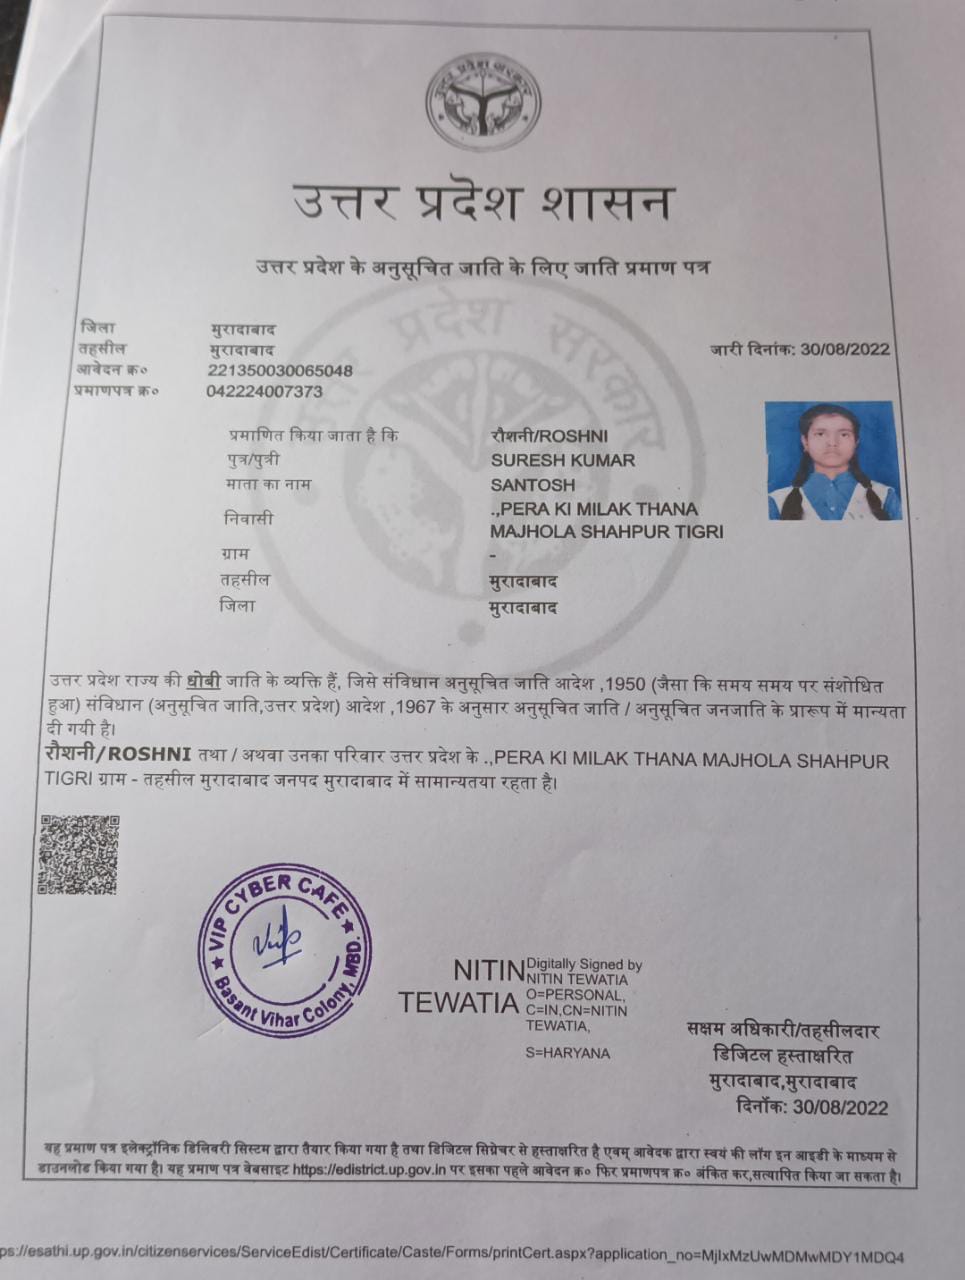 उत्तर प्रदेश सरकार
उत्तर प्रदेश शासन
उत्तर प्रदेश के अनुसूचित जाति के लिए जाति प्रमाण पत्र
जिला मुरादाबाद
तहसील मुरादाबाद जारी दिनांक: 30/08/2022
आवेदन क्र० 221350030065048
प्रमाणपत्र क्र० 042224007373
प्रमाणित किया जाता है कि रौशनी/ROSHNI
पुत्र/पुत्री SURESH KUMAR
माता का नाम SANTOSH
निवासी .,PERA KI MILAK THANA
MAJHOLA SHAHPUR TIGRI
ग्राम -
तहसील मुरादाबाद
जिला मुरादाबाद
उत्तर प्रदेश राज्य की धोबी जाति के व्यक्ति हैं, जिसे संविधान अनुसूचित जाति आदेश ,1950 (जैसा कि समय समय पर संशोधित
हुआ) संविधान (अनुसूचित जाति,उत्तर प्रदेश) आदेश ,1967 के अनुसार अनुसूचित जाति / अनुसूचित जनजाति के प्रारूप में मान्यता
दी गयी है।
रौशनी/ROSHNI तथा / अथवा उनका परिवार उत्तर प्रदेश के .,PERA KI MILAK THANA MAJHOLA SHAHPUR
TIGRI ग्राम - तहसील मुरादाबाद जनपद मुरादाबाद में सामान्यतया रहता है।
VIP CYBER CAFE
Basant Vihar Colony, MBD.
NITIN
TEWATIA
Digitally Signed by
NITIN TEWATIA
O=PERSONAL,
C=IN,CN=NITIN
TEWATIA,
S=HARYANA
सक्षम अधिकारी/तहसीलदार
डिजिटल हस्ताक्षरित
मुरादाबाद,मुरादाबाद
दिनाँक: 30/08/2022
यह प्रमाण पत्र इलेक्ट्रॉनिक डिलिवरी सिस्टम द्वारा तैयार किया गया है तथा डिजिटल सिग्नेचर से हस्ताक्षरित है एवम् आवेदक द्वारा स्वयं की लॉग इन आइडी के माध्यम से
डाउनलोड किया गया है। यह प्रमाण पत्र वेबसाइट https://edistrict.up.gov.in पर इसका पहले आवेदन क्र० फिर प्रमाणपत्र क्र० अंकित कर,सत्यापित किया जा सकता है।
ps://esathi.up.gov.in/citizenservices/ServiceEdist/Certificate/Caste/Forms/printCert.aspx?application_no=MjIxMzUwMDMwMDY1MDQ4